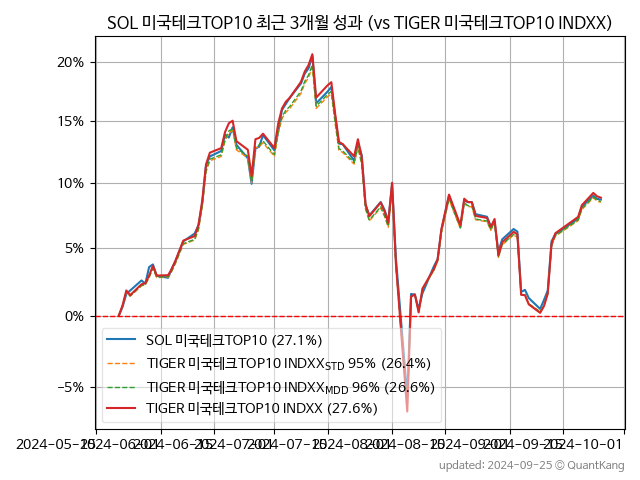 SOL 미국테크TOP10 최근 3개월 성과 (vs TIGER 미국테크TOP10 INDXX)
20%
15%
10%
5%
0%
−5%
SOL 미국테크TOP10 (27.1%)
TIGER 미국테크TOP10 INDXX_STD 95% (26.4%)
TIGER 미국테크TOP10 INDXX_MDD 96% (26.6%)
TIGER 미국테크TOP10 INDXX (27.6%)
2024-05-15 2024-06-01 2024-06-15 2024-07-01 2024-07-15 2024-08-01 2024-08-15 2024-09-01 2024-09-15 2024-10-01
updated: 2024-09-25 © QuantKang